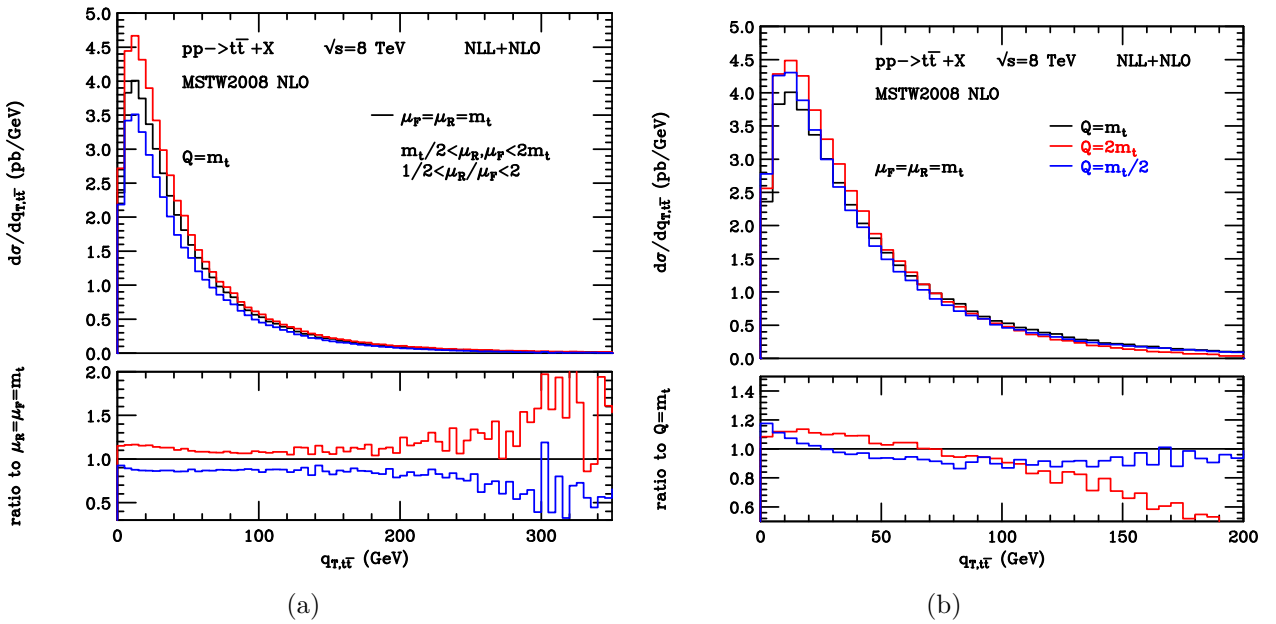 5.0
4.5
4.0
3.5
3.0
2.5
2.0
1.5
1.0
0.5
0.0
dσ/dq_{T,tt̅} (pb/GeV)
pp->tt̅+X √s=8 TeV NLL+NLO
MSTW2008 NLO
μ_F=μ_R=m_t
Q=m_t
m_t/2<μ_R,μ_F<2m_t
1/2<μ_R/μ_F<2
2.0
1.5
1.0
0.5
ratio to μ_R=μ_F=m_t
0 100 200 300
q_{T,tt̅} (GeV)
(a)
5.0
4.5
4.0
3.5
3.0
2.5
2.0
1.5
1.0
0.5
0.0
dσ/dq_{T,tt̅} (pb/GeV)
pp->tt̅+X √s=8 TeV NLL+NLO
MSTW2008 NLO
Q=m_t
Q=2m_t
Q=m_t/2
μ_F=μ_R=m_t
1.4
1.2
1.0
0.8
0.6
ratio to Q=m_t
0 50 100 150 200
q_{T,tt̅} (GeV)
(b)